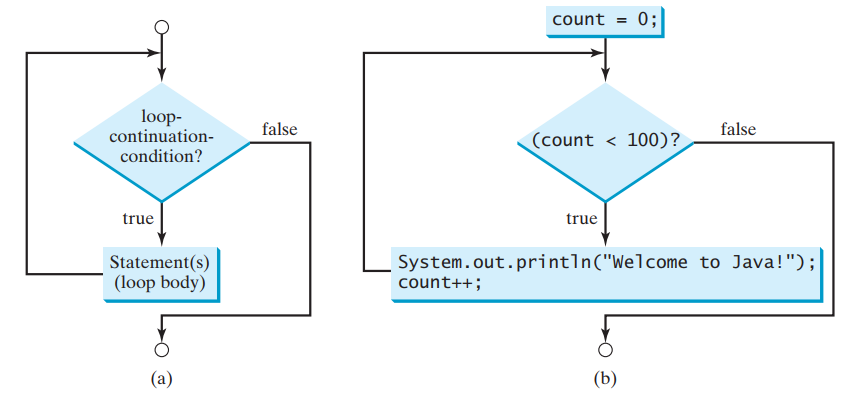 loop-
continuation-
condition?
false
true
Statement(s)
(loop body)
(a)
count = 0;
(count < 100)?
false
true
System.out.println("Welcome to Java!");
count++;
(b)